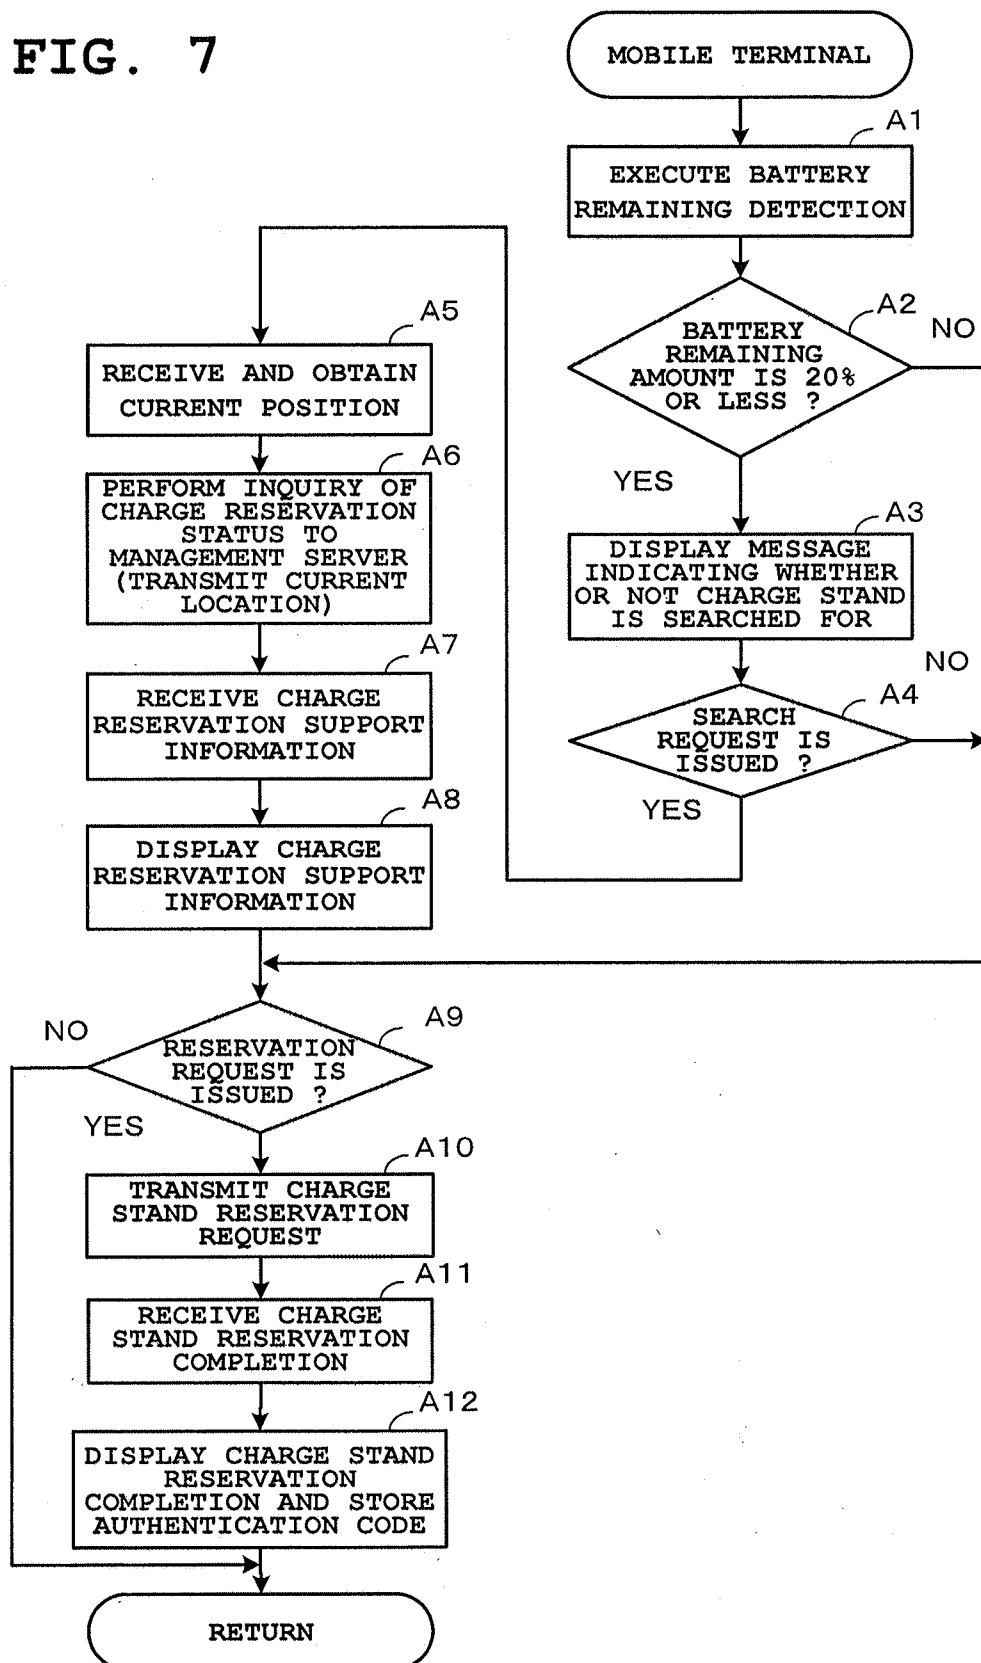 FIG. 7
MOBILE TERMINAL
A1
EXECUTE BATTERY
REMAINING DETECTION
A2
BATTERY
REMAINING
AMOUNT IS 20%
OR LESS ?
NO
YES
A3
DISPLAY MESSAGE
INDICATING WHETHER
OR NOT CHARGE STAND
IS SEARCHED FOR
A4
SEARCH
REQUEST IS
ISSUED ?
NO
YES
A5
RECEIVE AND OBTAIN
CURRENT POSITION
A6
PERFORM INQUIRY OF
CHARGE RESERVATION
STATUS TO
MANAGEMENT SERVER
(TRANSMIT CURRENT
LOCATION)
A7
RECEIVE CHARGE
RESERVATION SUPPORT
INFORMATION
A8
DISPLAY CHARGE
RESERVATION SUPPORT
INFORMATION
A9
RESERVATION
REQUEST IS
ISSUED ?
NO
YES
A10
TRANSMIT CHARGE
STAND RESERVATION
REQUEST
A11
RECEIVE CHARGE
STAND RESERVATION
COMPLETION
A12
DISPLAY CHARGE STAND
RESERVATION
COMPLETION AND STORE
AUTHENTICATION CODE
RETURN